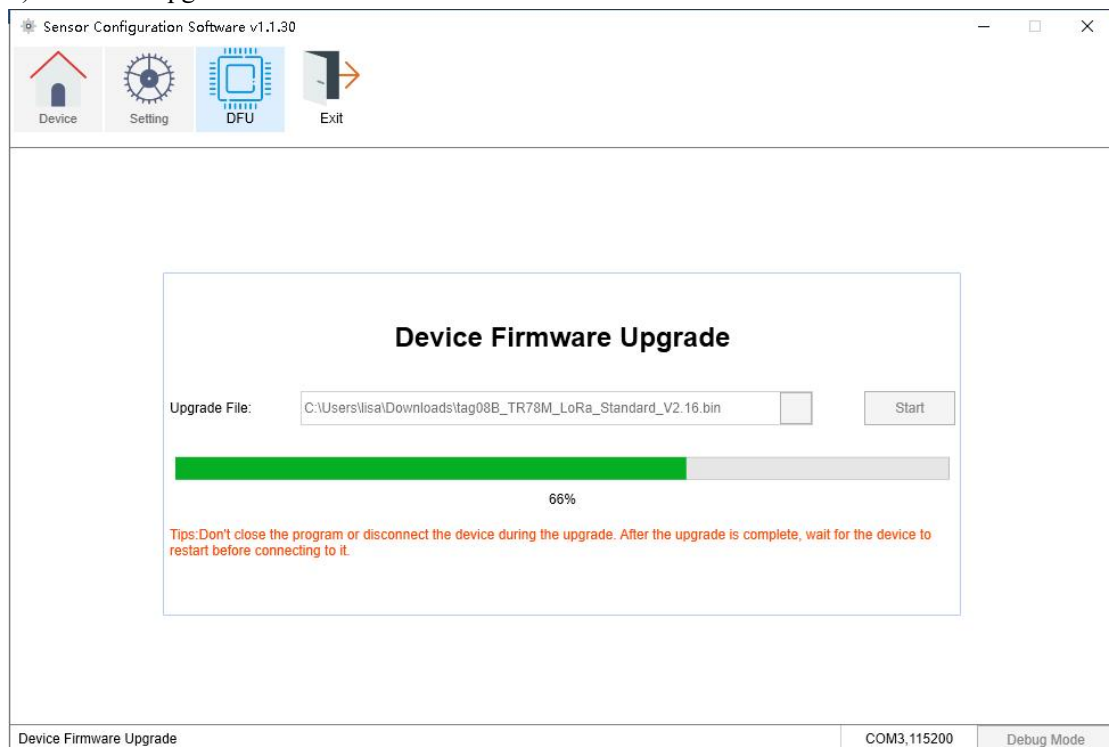 Sensor Configuration Software v1.1.30
Device Setting DFU Exit
Device Firmware Upgrade
Upgrade File: C:\Users\lisa\Downloads\tag08B_TR78M_LoRa_Standard_V2.16.bin Start
66%
Tips:Don't close the program or disconnect the device during the upgrade. After the upgrade is complete, wait for the device to
restart before connecting to it.
Device Firmware Upgrade COM3,115200 Debug Mode